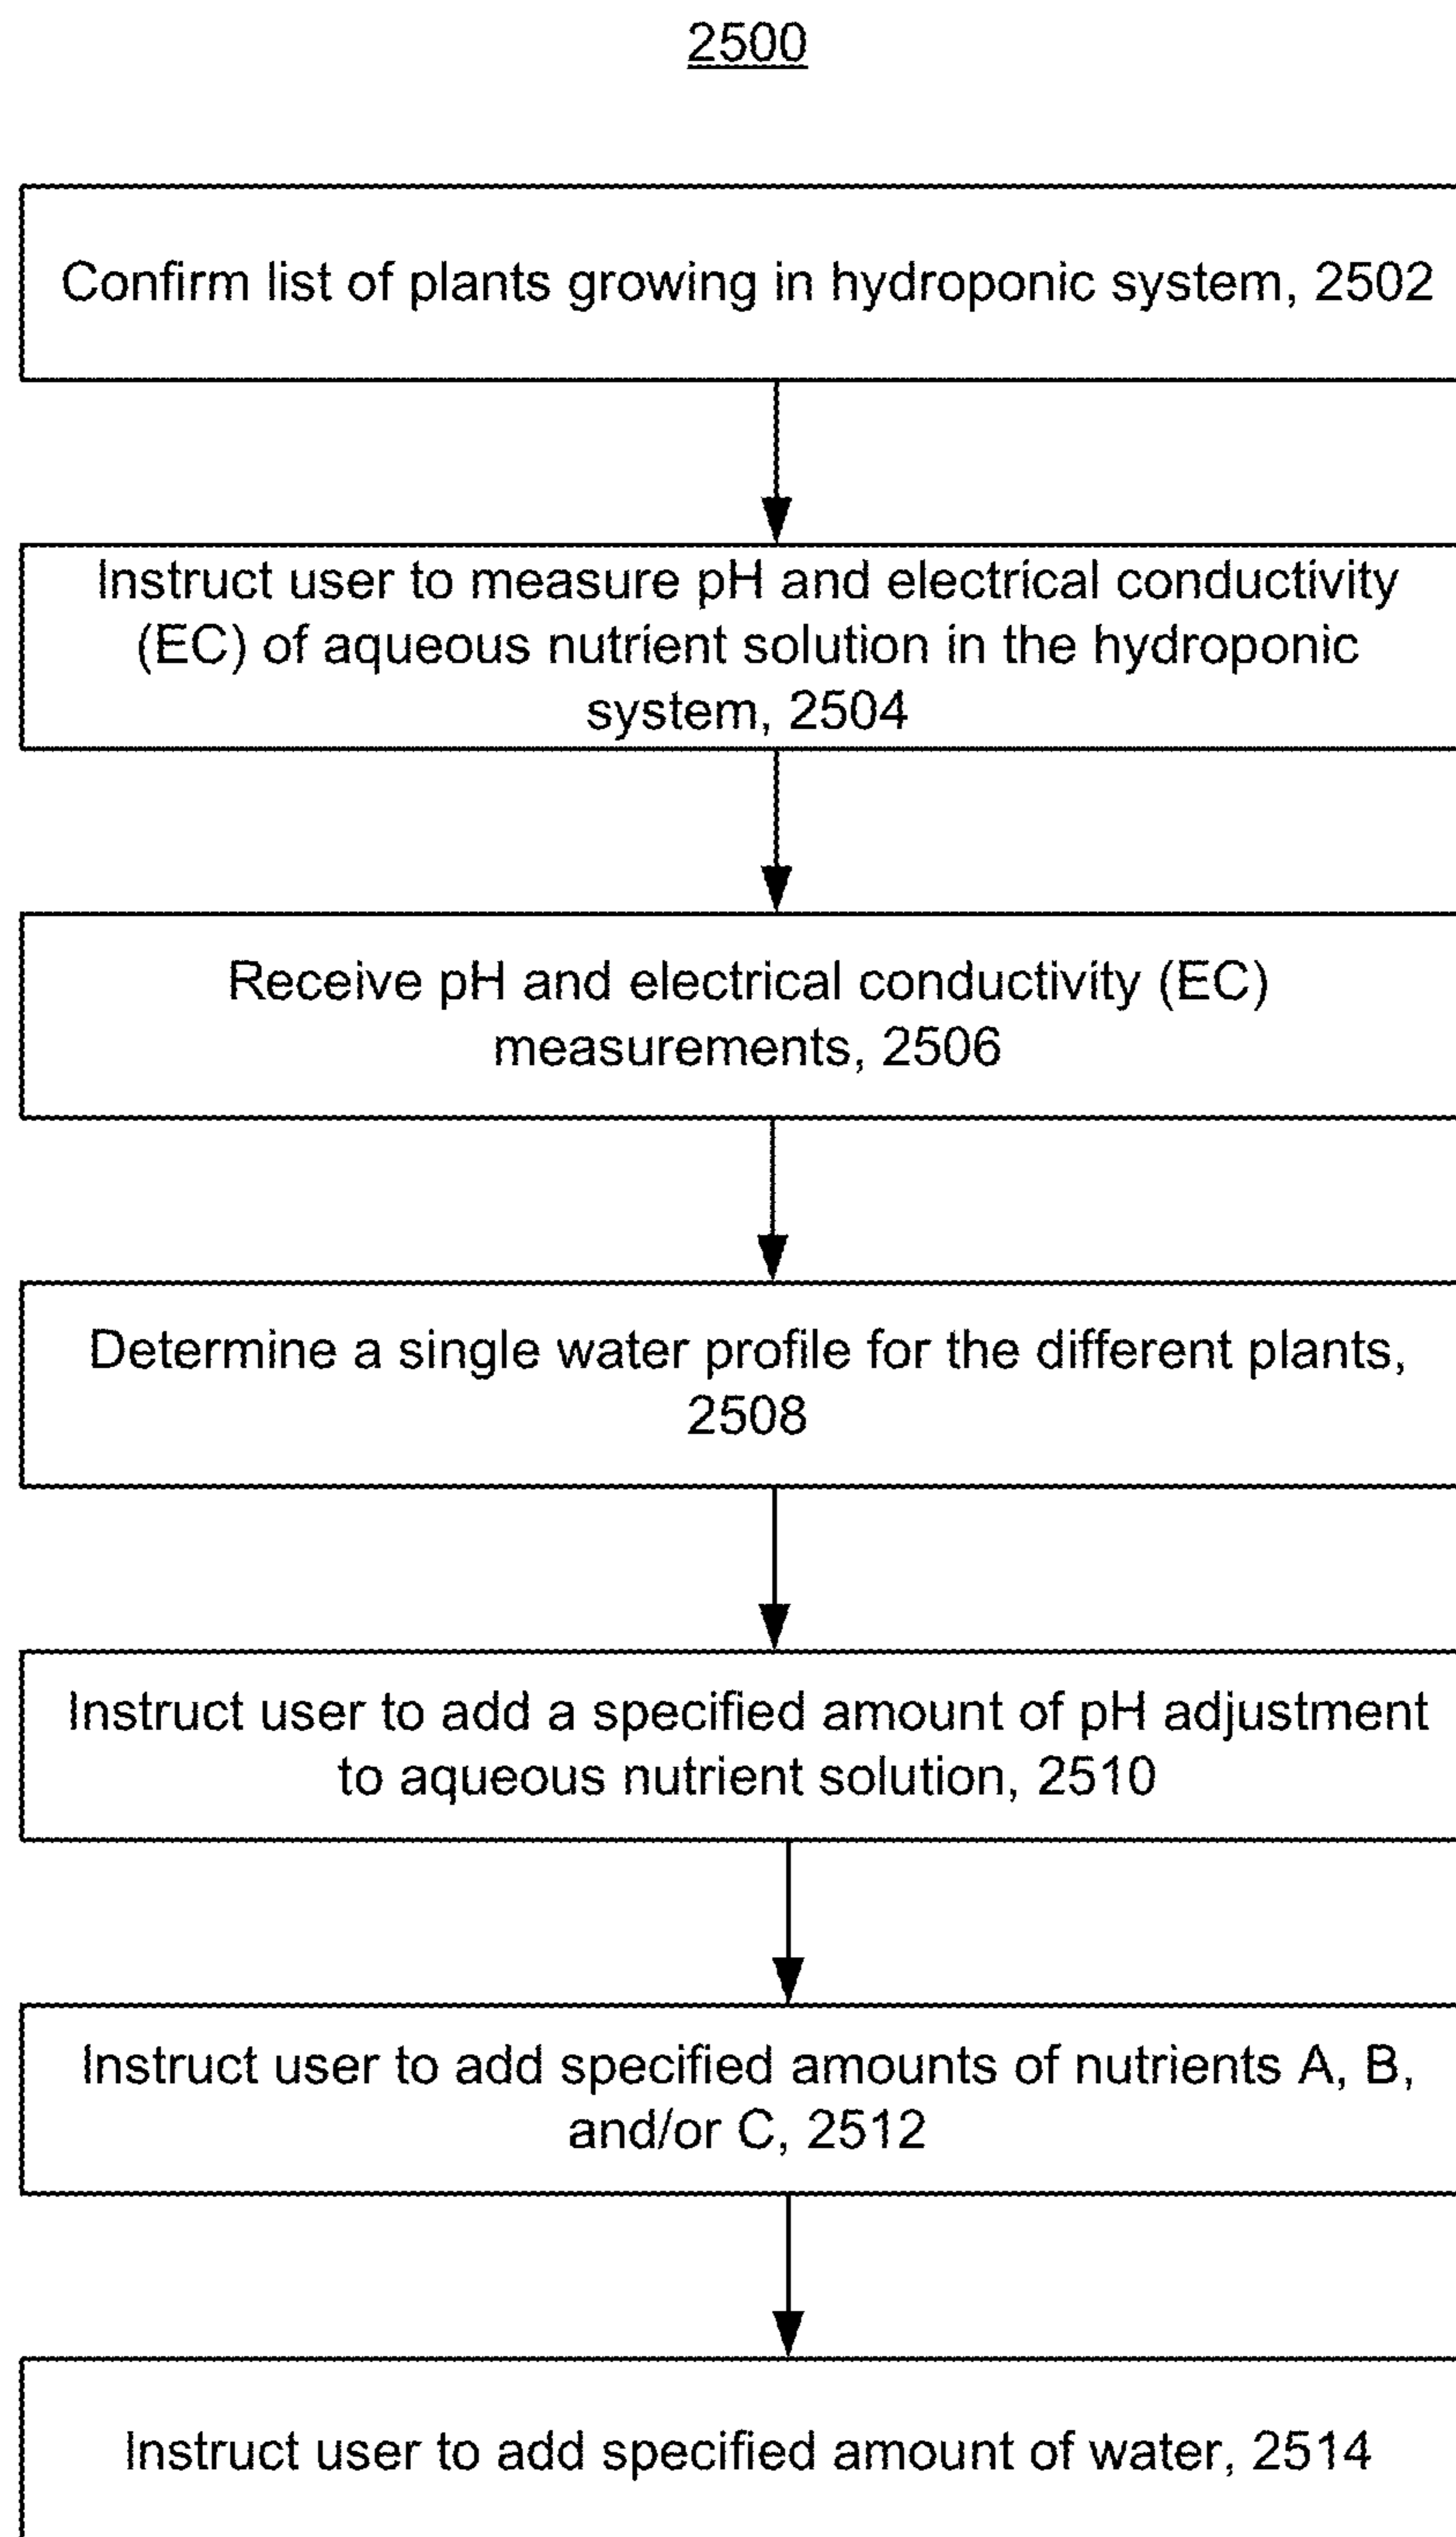 2500
Confirm list of plants growing in hydroponic system, 2502
Instruct user to measure pH and electrical conductivity
(EC) of aqueous nutrient solution in the hydroponic
system, 2504
Receive pH and electrical conductivity (EC)
measurements, 2506
Determine a single water profile for the different plants,
2508
Instruct user to add a specified amount of pH adjustment
to aqueous nutrient solution, 2510
Instruct user to add specified amounts of nutrients A, B,
and/or C, 2512
Instruct user to add specified amount of water, 2514